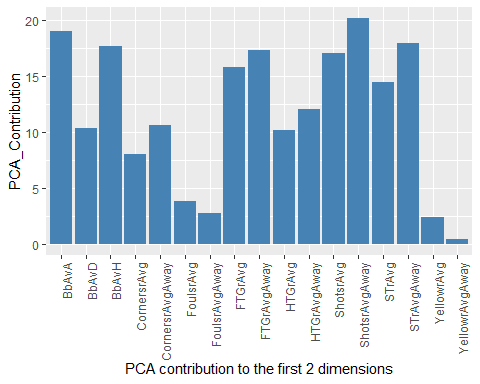 PCA_Contribution
20
15
10
5
0
BbAvA
BbAvD
BbAvH
CornersrAvg
CornersrAvgAway
FoulsrAvg
FoulsrAvgAway
FTGrAvg
FTGrAvgAway
HTGrAvg
HTGrAvgAway
ShotsrAvg
ShotsrAvgAway
STrAvg
STrAvgAway
YellowrAvg
YellowrAvgAway
PCA contribution to the first 2 dimensions